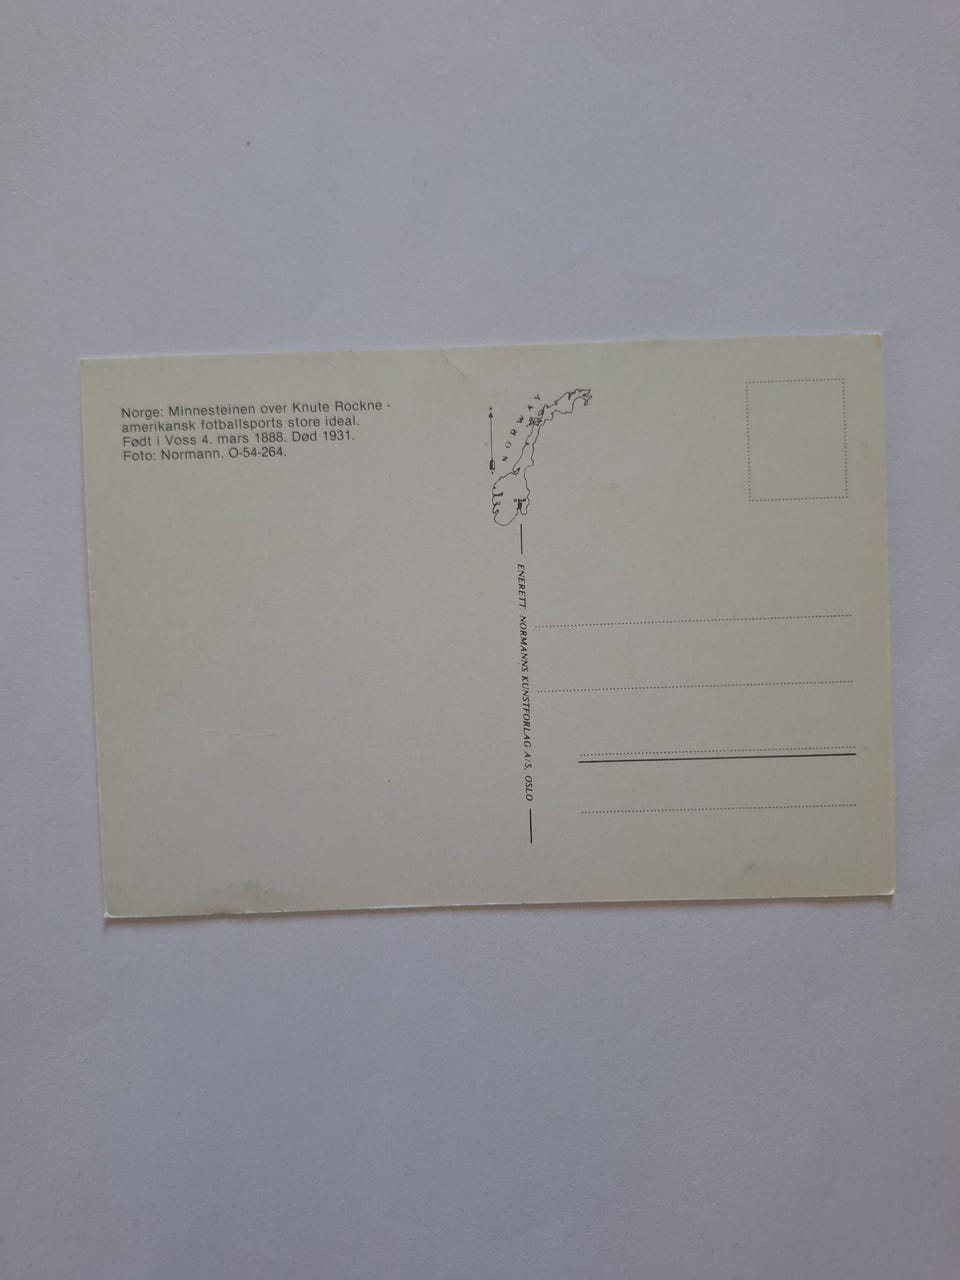 Norge: Minnesteinen over Knute Rockne -
amerikansk fotballsports store ideal.
Født i Voss 4. mars 1888. Død 1931.
Foto: Normann. O-54-264.
NORWAY
ENERETT: NORMANNS KUNSTFORLAG A/S, OSLO